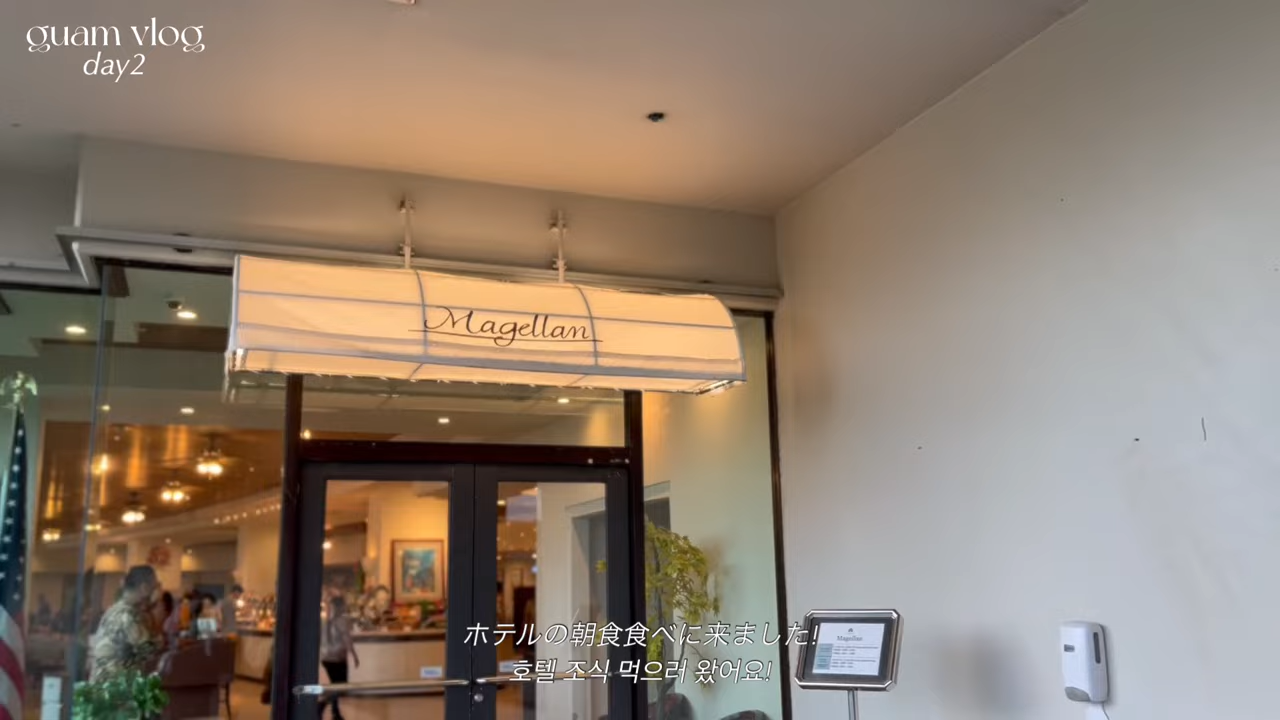 guam vlog
day2
Magellan
Magellan
ホテルの朝食食べに来ました!
호텔 조식 먹으러 왔어요!